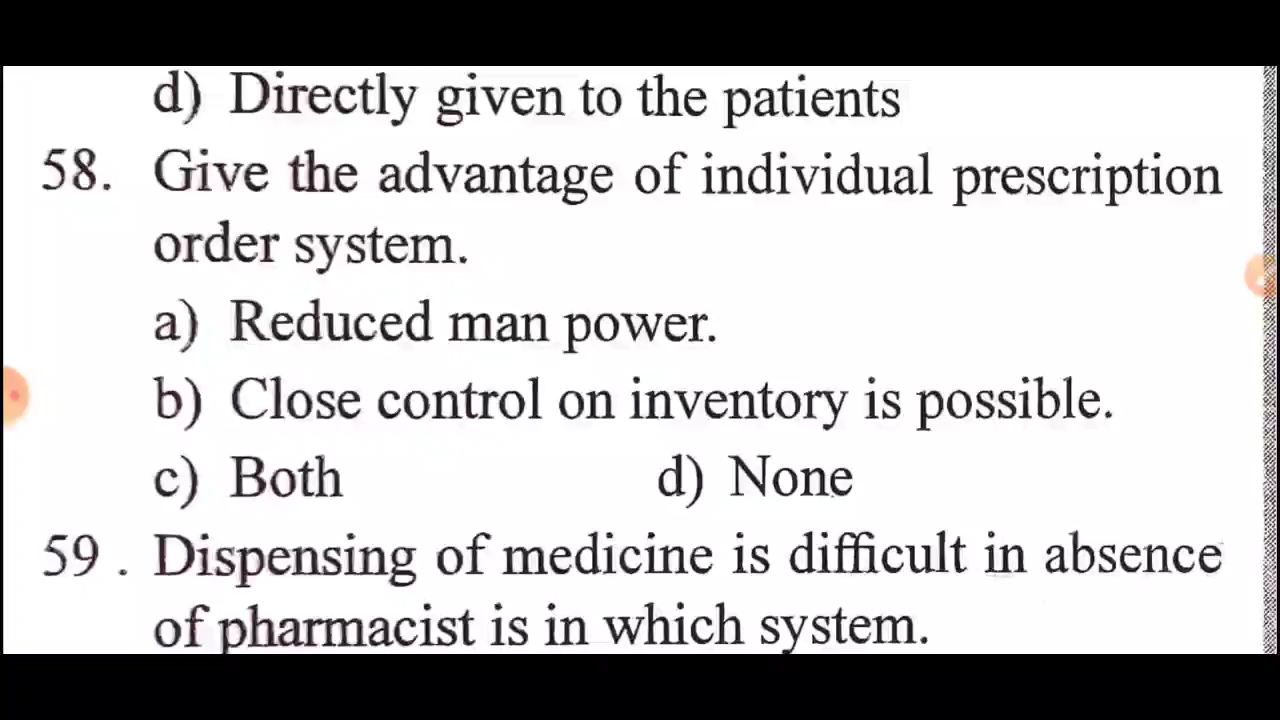 d) Directly given to the patients
58. Give the advantage of individual prescription
order system.
a) Reduced man power.
b) Close control on inventory is possible.
c) Both d) None
59 . Dispensing of medicine is difficult in absence
of pharmacist is in which system.